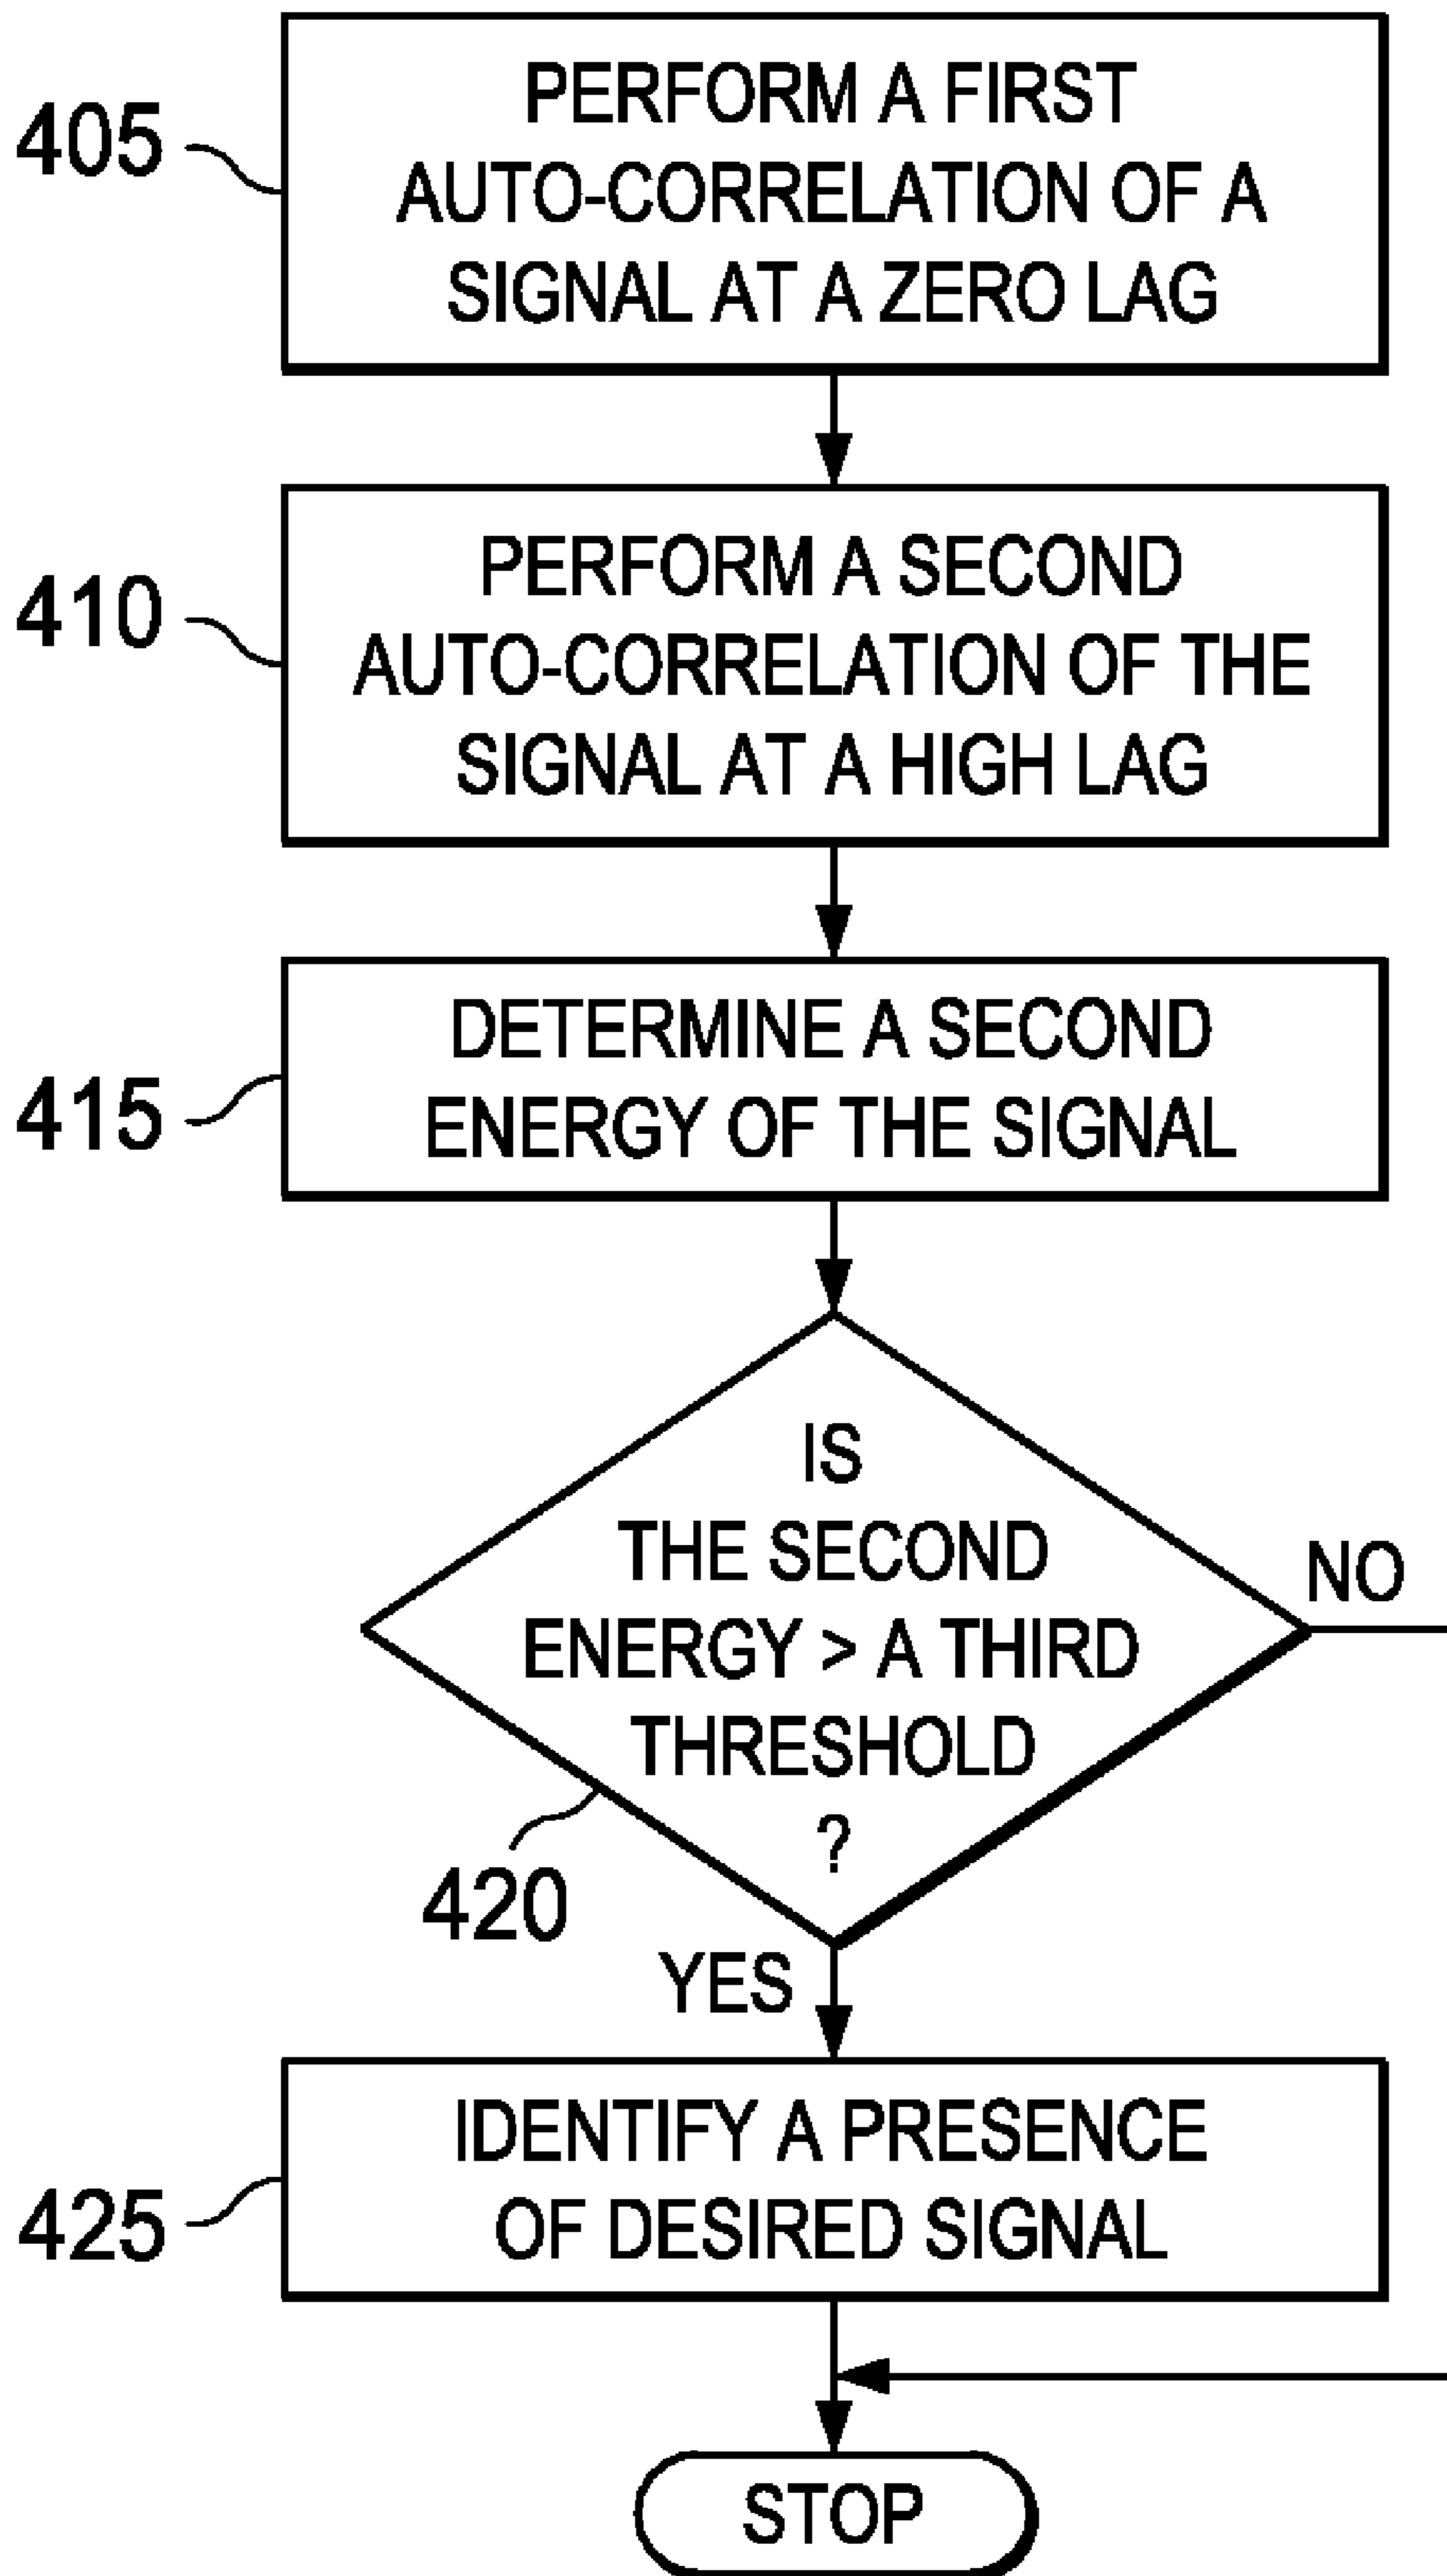 405
PERFORM A FIRST
AUTO-CORRELATION OF A
SIGNAL AT A ZERO LAG
410
PERFORM A SECOND
AUTO-CORRELATION OF THE
SIGNAL AT A HIGH LAG
415
DETERMINE A SECOND
ENERGY OF THE SIGNAL
IS
THE SECOND
ENERGY > A THIRD
THRESHOLD
?
NO
420
YES
425
IDENTIFY A PRESENCE
OF DESIRED SIGNAL
STOP